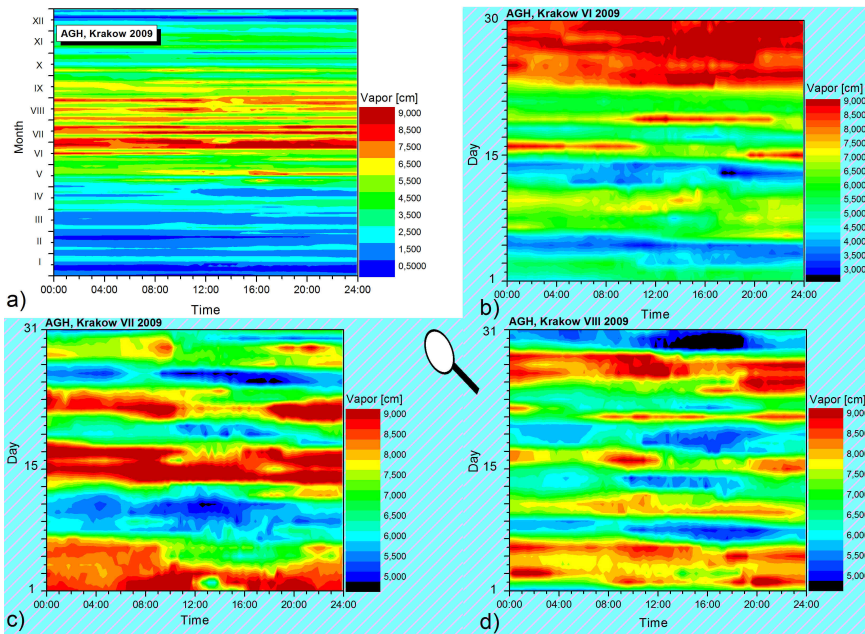 AGH, Krakow 2009
XII
XI
X
IX
VIII
VII
VI
V
IV
III
II
I
Month
00:00 04:00 08:00 12:00 16:00 20:00 24:00
Time
Vapor [cm]
9,000
8,500
7,500
6,500
5,500
4,500
3,500
2,500
1,500
0,5000
a)
AGH, Krakow VI 2009
30
15
1
Day
00:00 04:00 08:00 12:00 16:00 20:00 24:00
Time
Vapor [cm]
9,000
8,500
8,000
7,500
7,000
6,500
6,000
5,500
5,000
4,500
4,000
3,500
3,000
b)
AGH, Krakow VII 2009
31
15
1
Day
00:00 04:00 08:00 12:00 16:00 20:00 24:00
Time
Vapor [cm]
9,000
8,500
8,000
7,500
7,000
6,500
6,000
5,500
5,000
c)
AGH, Krakow VIII 2009
31
15
1
Day
00:00 04:00 08:00 12:00 16:00 20:00 24:00
Time
Vapor [cm]
9,000
8,500
8,000
7,500
7,000
6,500
6,000
5,500
5,000
d)